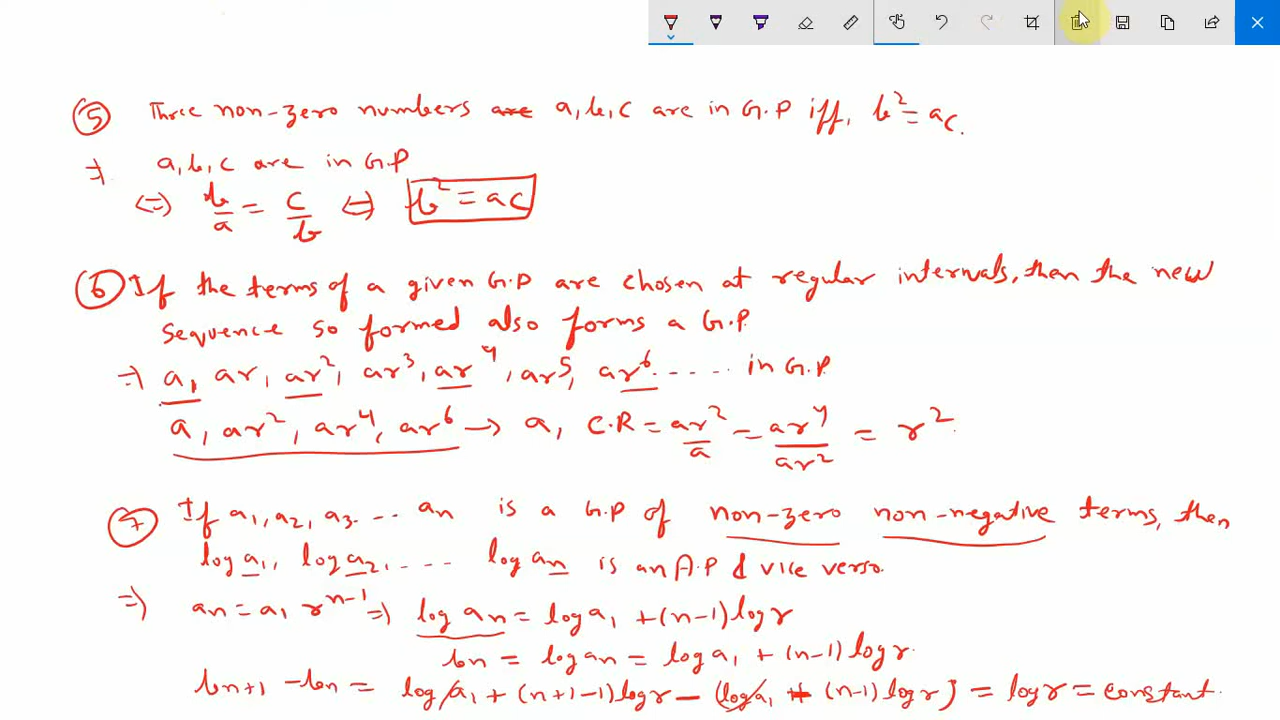 ⑤ Three non-zero numbers are a, b, c are in G.P iff, b² = ac.
⇒ a, b, c are in G.P
⇔ b/a = c/b ⇔ b² = ac
⑥ If the terms of a given G.P are chosen at regular intervals, then the new
sequence so formed also forms a G.P.
⇒ a, ar, ar², ar³, ar⁴, ar⁵, ar⁶ ..... in G.P
a, ar², ar⁴, ar⁶ → a, C.R = ar²/a = ar⁴/ar² = r².
⑦ If a₁, a₂, a₃ ... an is a G.P of non-zero non-negative terms, then
log a₁, log a₂, .... log an is an A.P & vice verso.
⇒ an = a₁ rⁿ⁻¹ ⇒ log an = log a₁ + (n-1) log r
bn = log an = log a₁ + (n-1) log r.
bn+1 - bn = log a₁ + (n+1-1) log r - (log a₁ + (n-1) log r) = log r = constant.